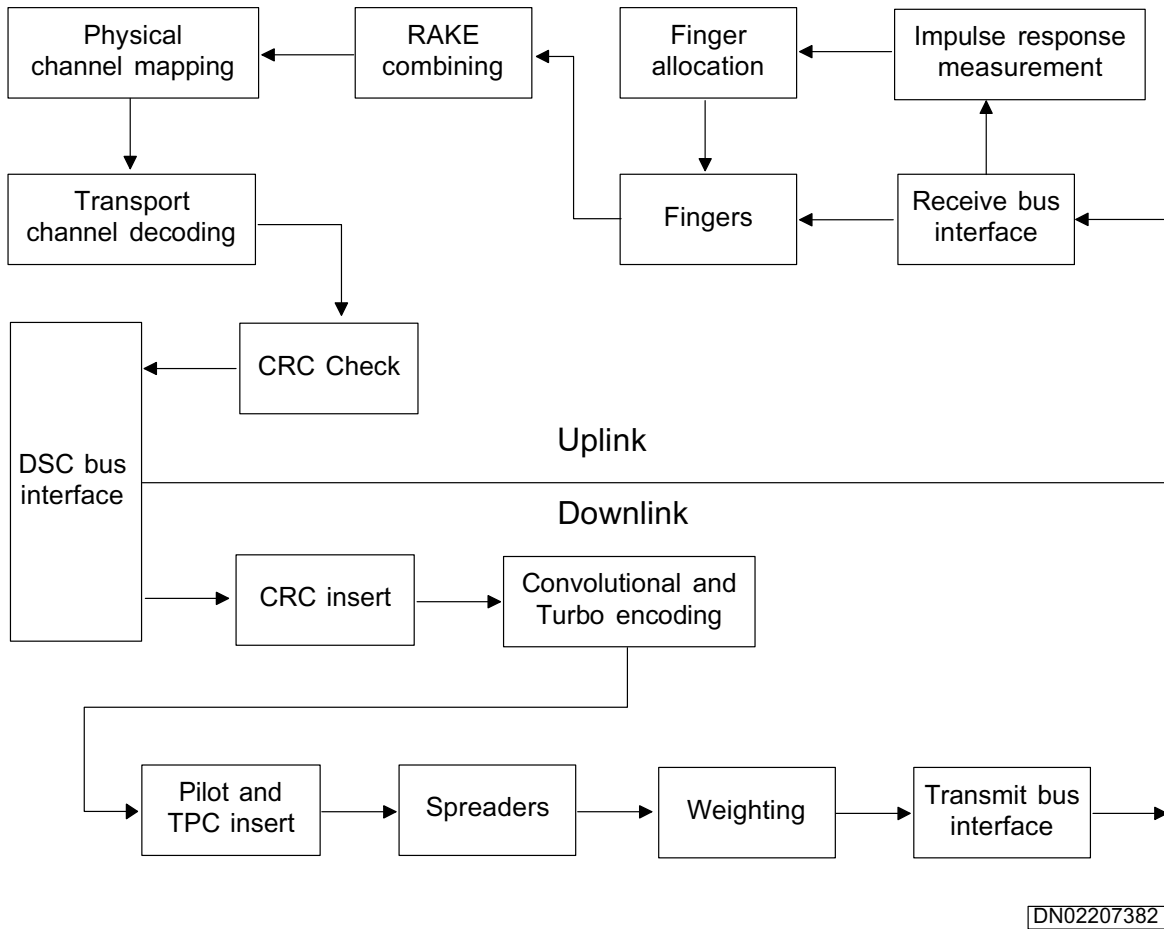 Physical
channel mapping
RAKE
combining
Finger
allocation
Impulse response
measurement
Transport
channel decoding
Fingers
Receive bus
interface
CRC Check
DSC bus
interface
Uplink
Downlink
CRC insert
Convolutional and
Turbo encoding
Pilot and
TPC insert
Spreaders
Weighting
Transmit bus
interface
DN02207382